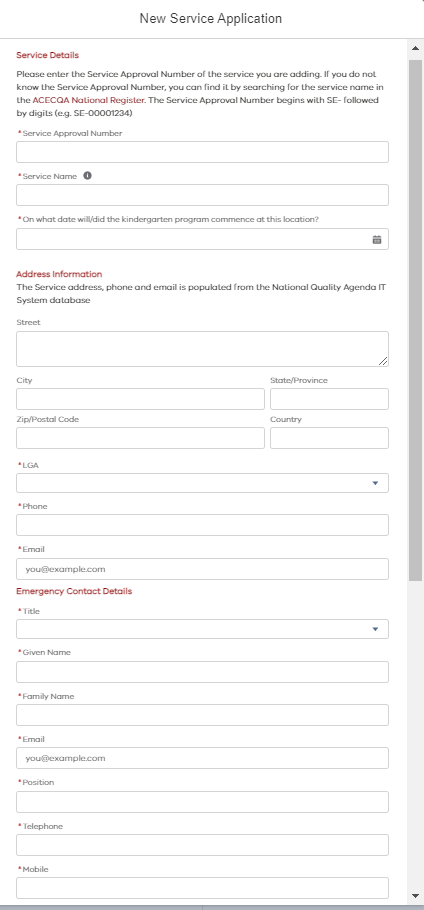 New Service Application
Service Details
Please enter the Service Approval Number of the service you are adding. If you do not
know the Service Approval Number, you can find it by searching for the service name in
the ACECQA National Register. The Service Approval Number begins with SE- followed
by digits (e.g. SE-00001234)
*Service Approval Number
*Service Name
*On what date will/did the kindergarten program commence at this location?
Address Information
The Service address, phone and email is populated from the National Quality Agenda IT
System database
Street
City State/Province
Zip/Postal Code Country
*LGA
*Phone
*Email
you@example.com
Emergency Contact Details
*Title
*Given Name
*Family Name
*Email
you@example.com
*Position
*Telephone
*Mobile